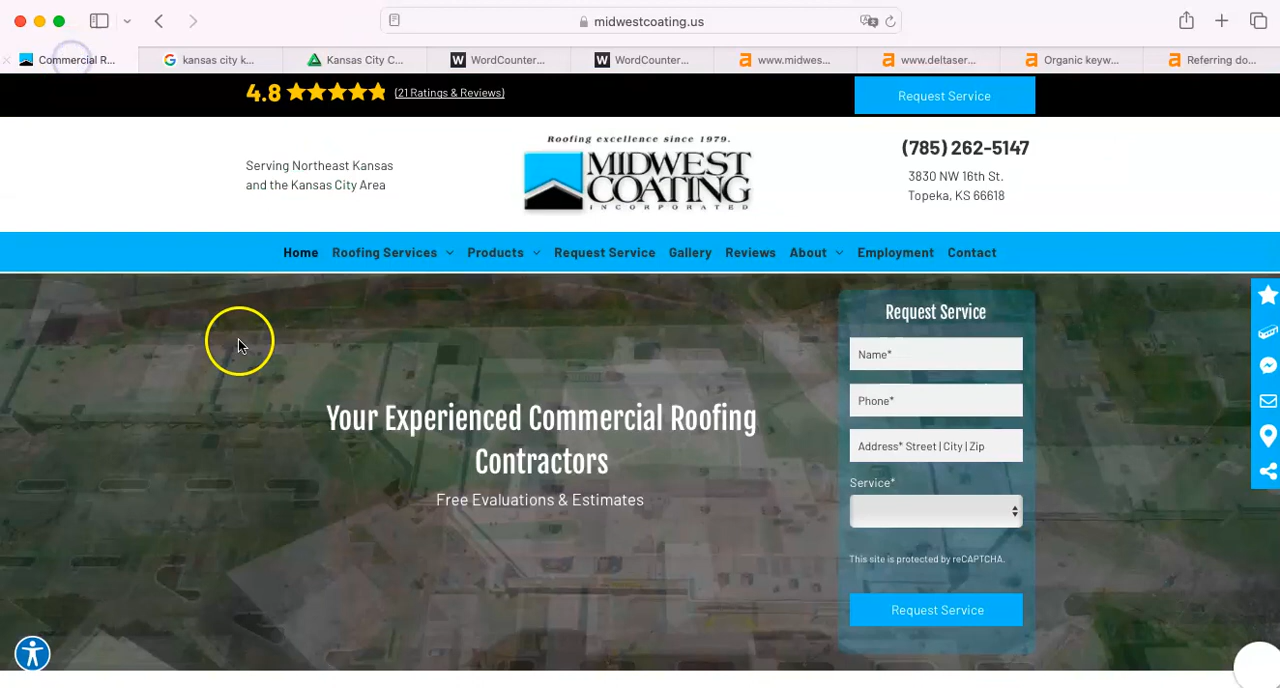 midwestcoating.us
Commercial R...
kansas city k...
Kansas City C...
WordCounter...
WordCounter...
www.midwes...
www.deltaser...
Organic keyw...
Referring do...
4.8
(21 Ratings & Reviews)
Request Service
Serving Northeast Kansas
and the Kansas City Area
Roofing excellence since 1979.
MIDWEST
COATING
INCORPORATED
(785) 262-5147
3830 NW 16th St.
Topeka, KS 66618
Home
Roofing Services
Products
Request Service
Gallery
Reviews
About
Employment
Contact
Your Experienced Commercial Roofing
Contractors
Free Evaluations & Estimates
Request Service
Name*
Phone*
Address* Street | City | Zip
Service*
This site is protected by reCAPTCHA.
Request Service